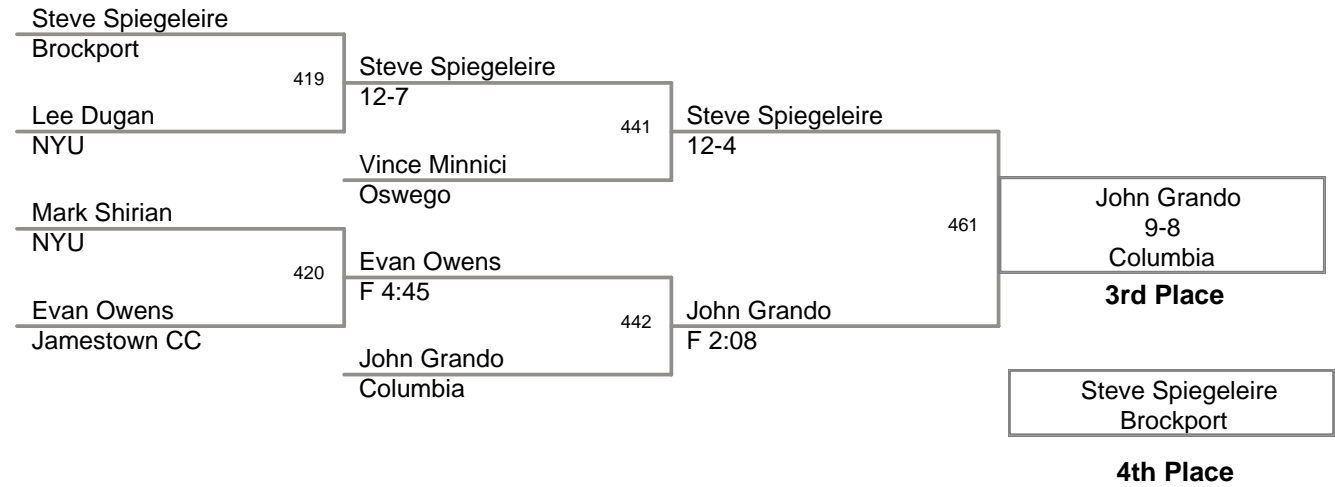 Steve Spiegeleire
Brockport
419
Lee Dugan
NYU
Mark Shirian
NYU
420
Evan Owens
Jamestown CC
Steve Spiegeleire
12-7
441
Vince Minnici
Oswego
Evan Owens
F 4:45
442
John Grando
Columbia
Steve Spiegeleire
12-4
461
John Grando
F 2:08
John Grando
9-8
Columbia
3rd Place
Steve Spiegeleire
Brockport
4th Place